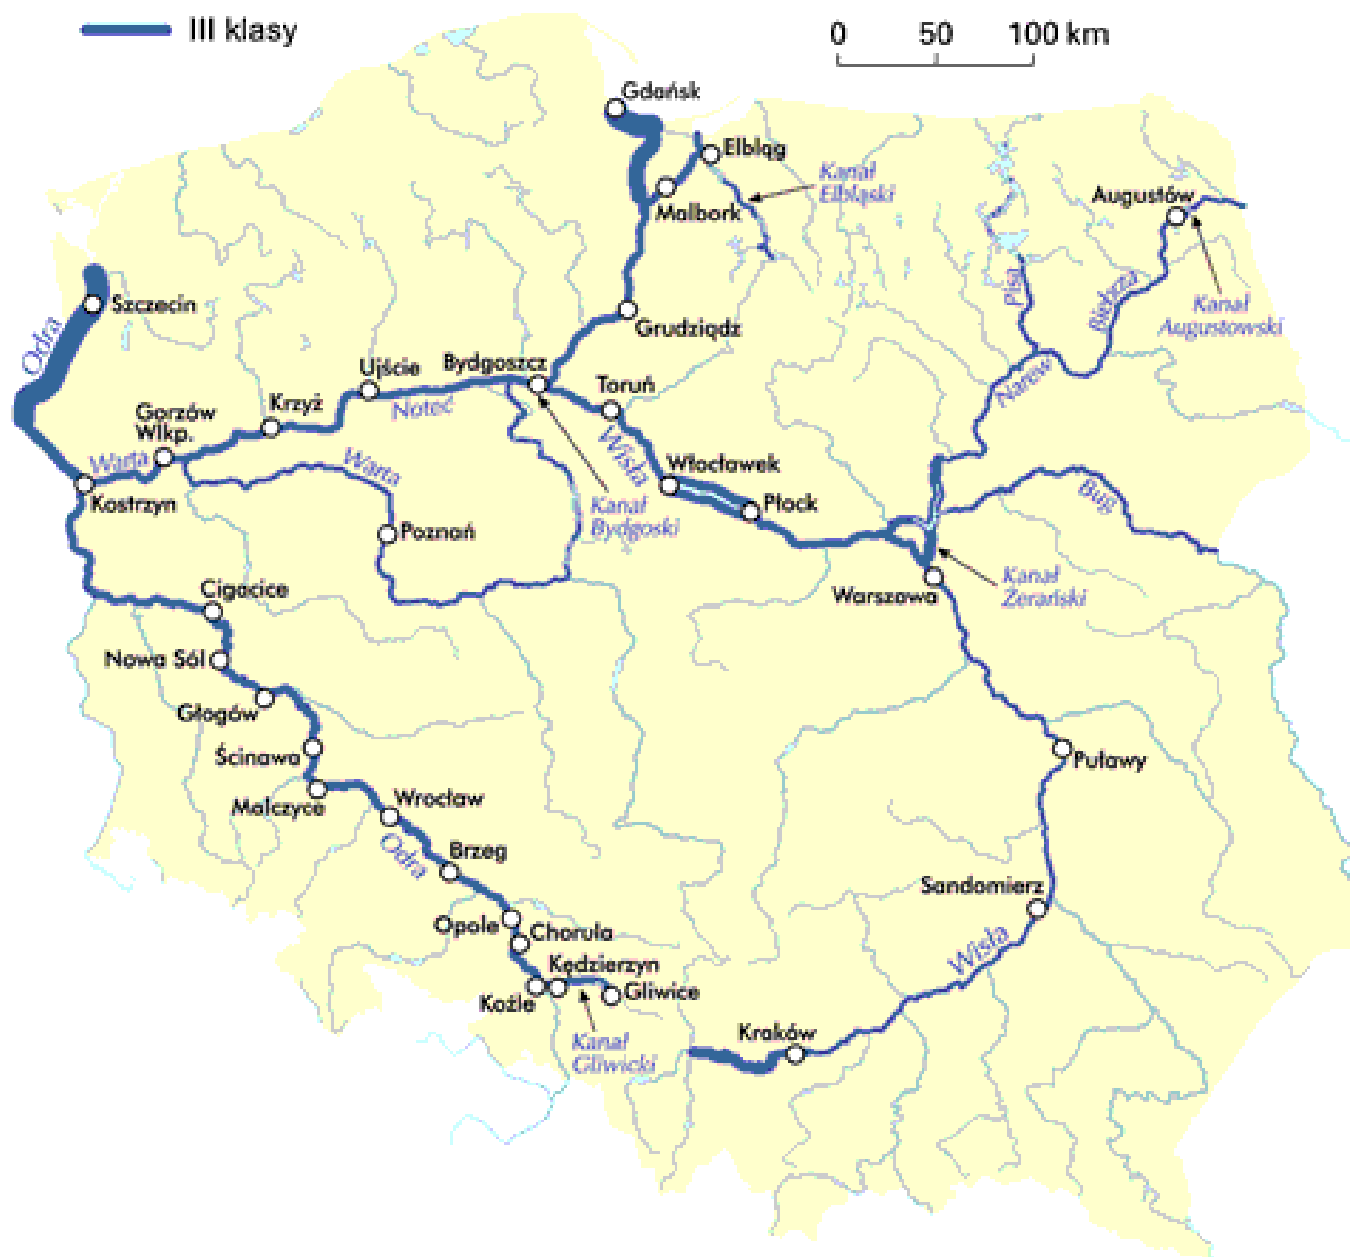 III klasy
0 50 100 km
Gdańsk
Elbląg
Kanał
Elbląski
Malbork
Augustów
Kanał
Augustowski
Pisa
Biebrza
Narew
Szczecin
Odra
Grudziądz
Ujście
Bydgoszcz
Toruń
Noteć
Krzyż
Gorzów
Wlkp.
Warta
Warta
Kostrzyn
Wisła
Włocławek
Płock
Kanał
Bydgoski
Poznań
Bug
Kanał
Żerański
Warszawa
Cigacice
Nowa Sól
Głogów
Ścinawa
Malczyce
Wrocław
Odra
Brzeg
Puławy
Sandomierz
Wisła
Opole
Chorula
Kędzierzyn
Koźle
Gliwice
Kanał
Gliwicki
Kraków